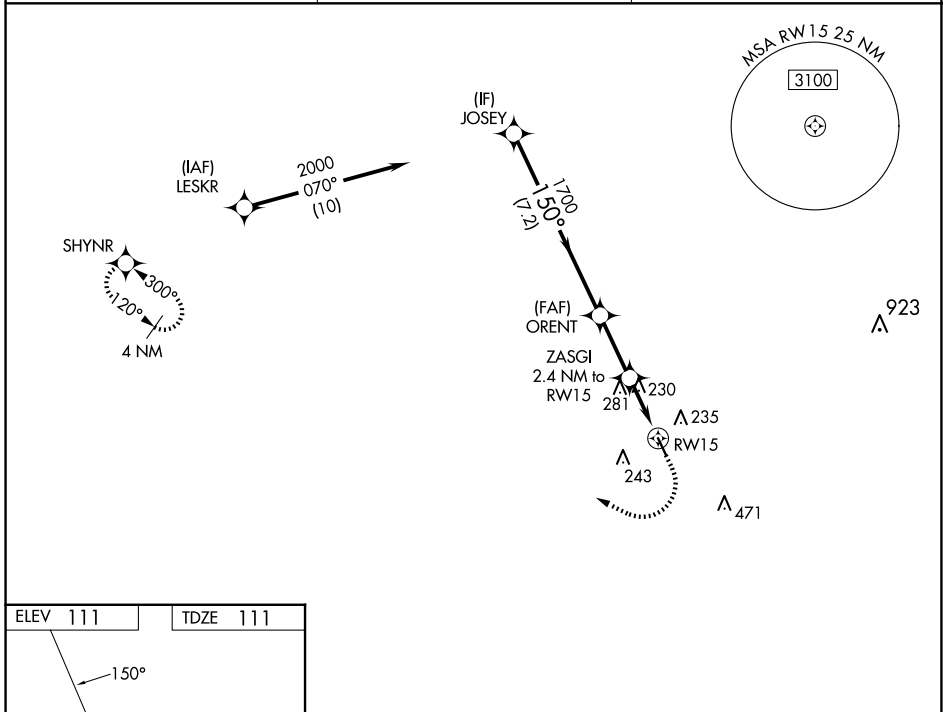 MSA RW15 25 NM
3100
(IF)
JOSEY
(IAF)
LESKR
2000
070°
(10)
1700
150°
(7.2)
SHYNR
300°
120°
4 NM
(FAF)
ORENT
923
ZASGI
2.4 NM to
RW15
281
230
235
RW15
243
471
ELEV 111
TDZE 111
150°